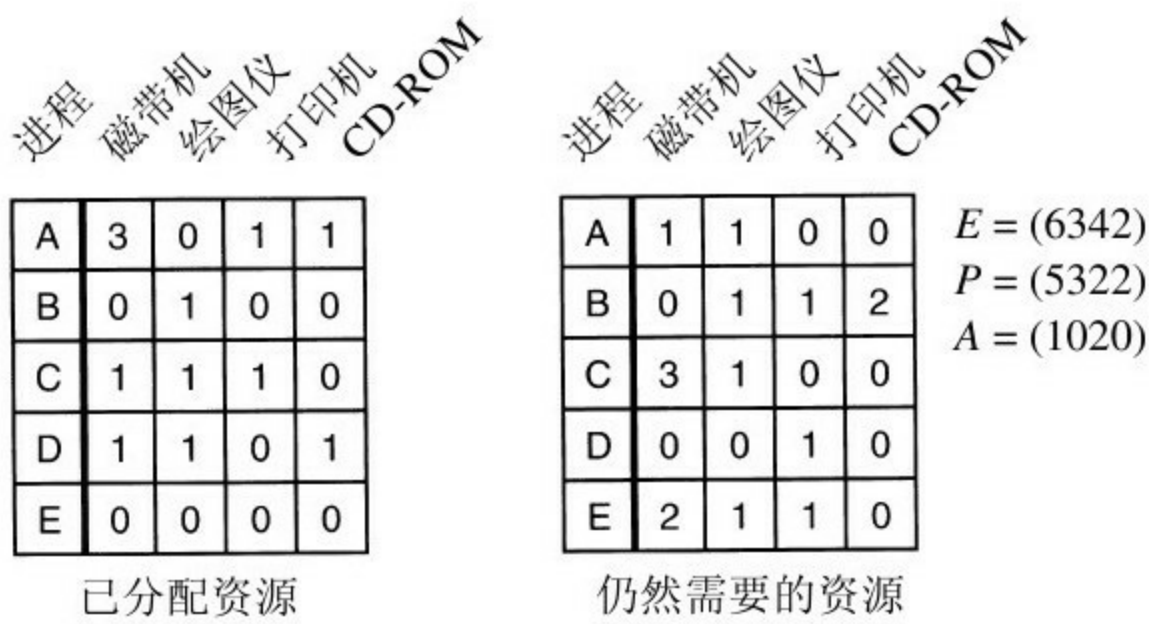 进程 磁带机 绘图仪 打印机 CD-ROM
A 3 0 1 1
B 0 1 0 0
C 1 1 1 0
D 1 1 0 1
E 0 0 0 0
已分配资源
进程 磁带机 绘图仪 打印机 CD-ROM
A 1 1 0 0
B 0 1 1 2
C 3 1 0 0
D 0 0 1 0
E 2 1 1 0
仍然需要的资源
E = (6342)
P = (5322)
A = (1020)